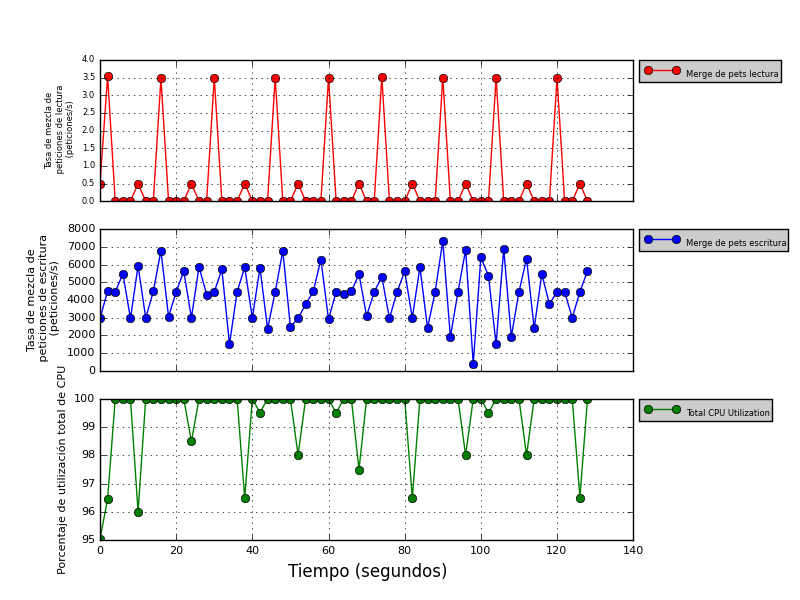 Tasa de mezcla de
peticiones de lectura
(peticiones/s)
4.0
3.5
3.0
2.5
2.0
1.5
1.0
0.5
0.0
Merge de pets lectura
Tasa de mezcla de
peticiones de escritura
(peticiones/s)
8000
7000
6000
5000
4000
3000
2000
1000
0
Merge de pets escritura
Porcentaje de utilización total de CPU
100
99
98
97
96
95
Total CPU Utilization
0 20 40 60 80 100 120 140
Tiempo (segundos)